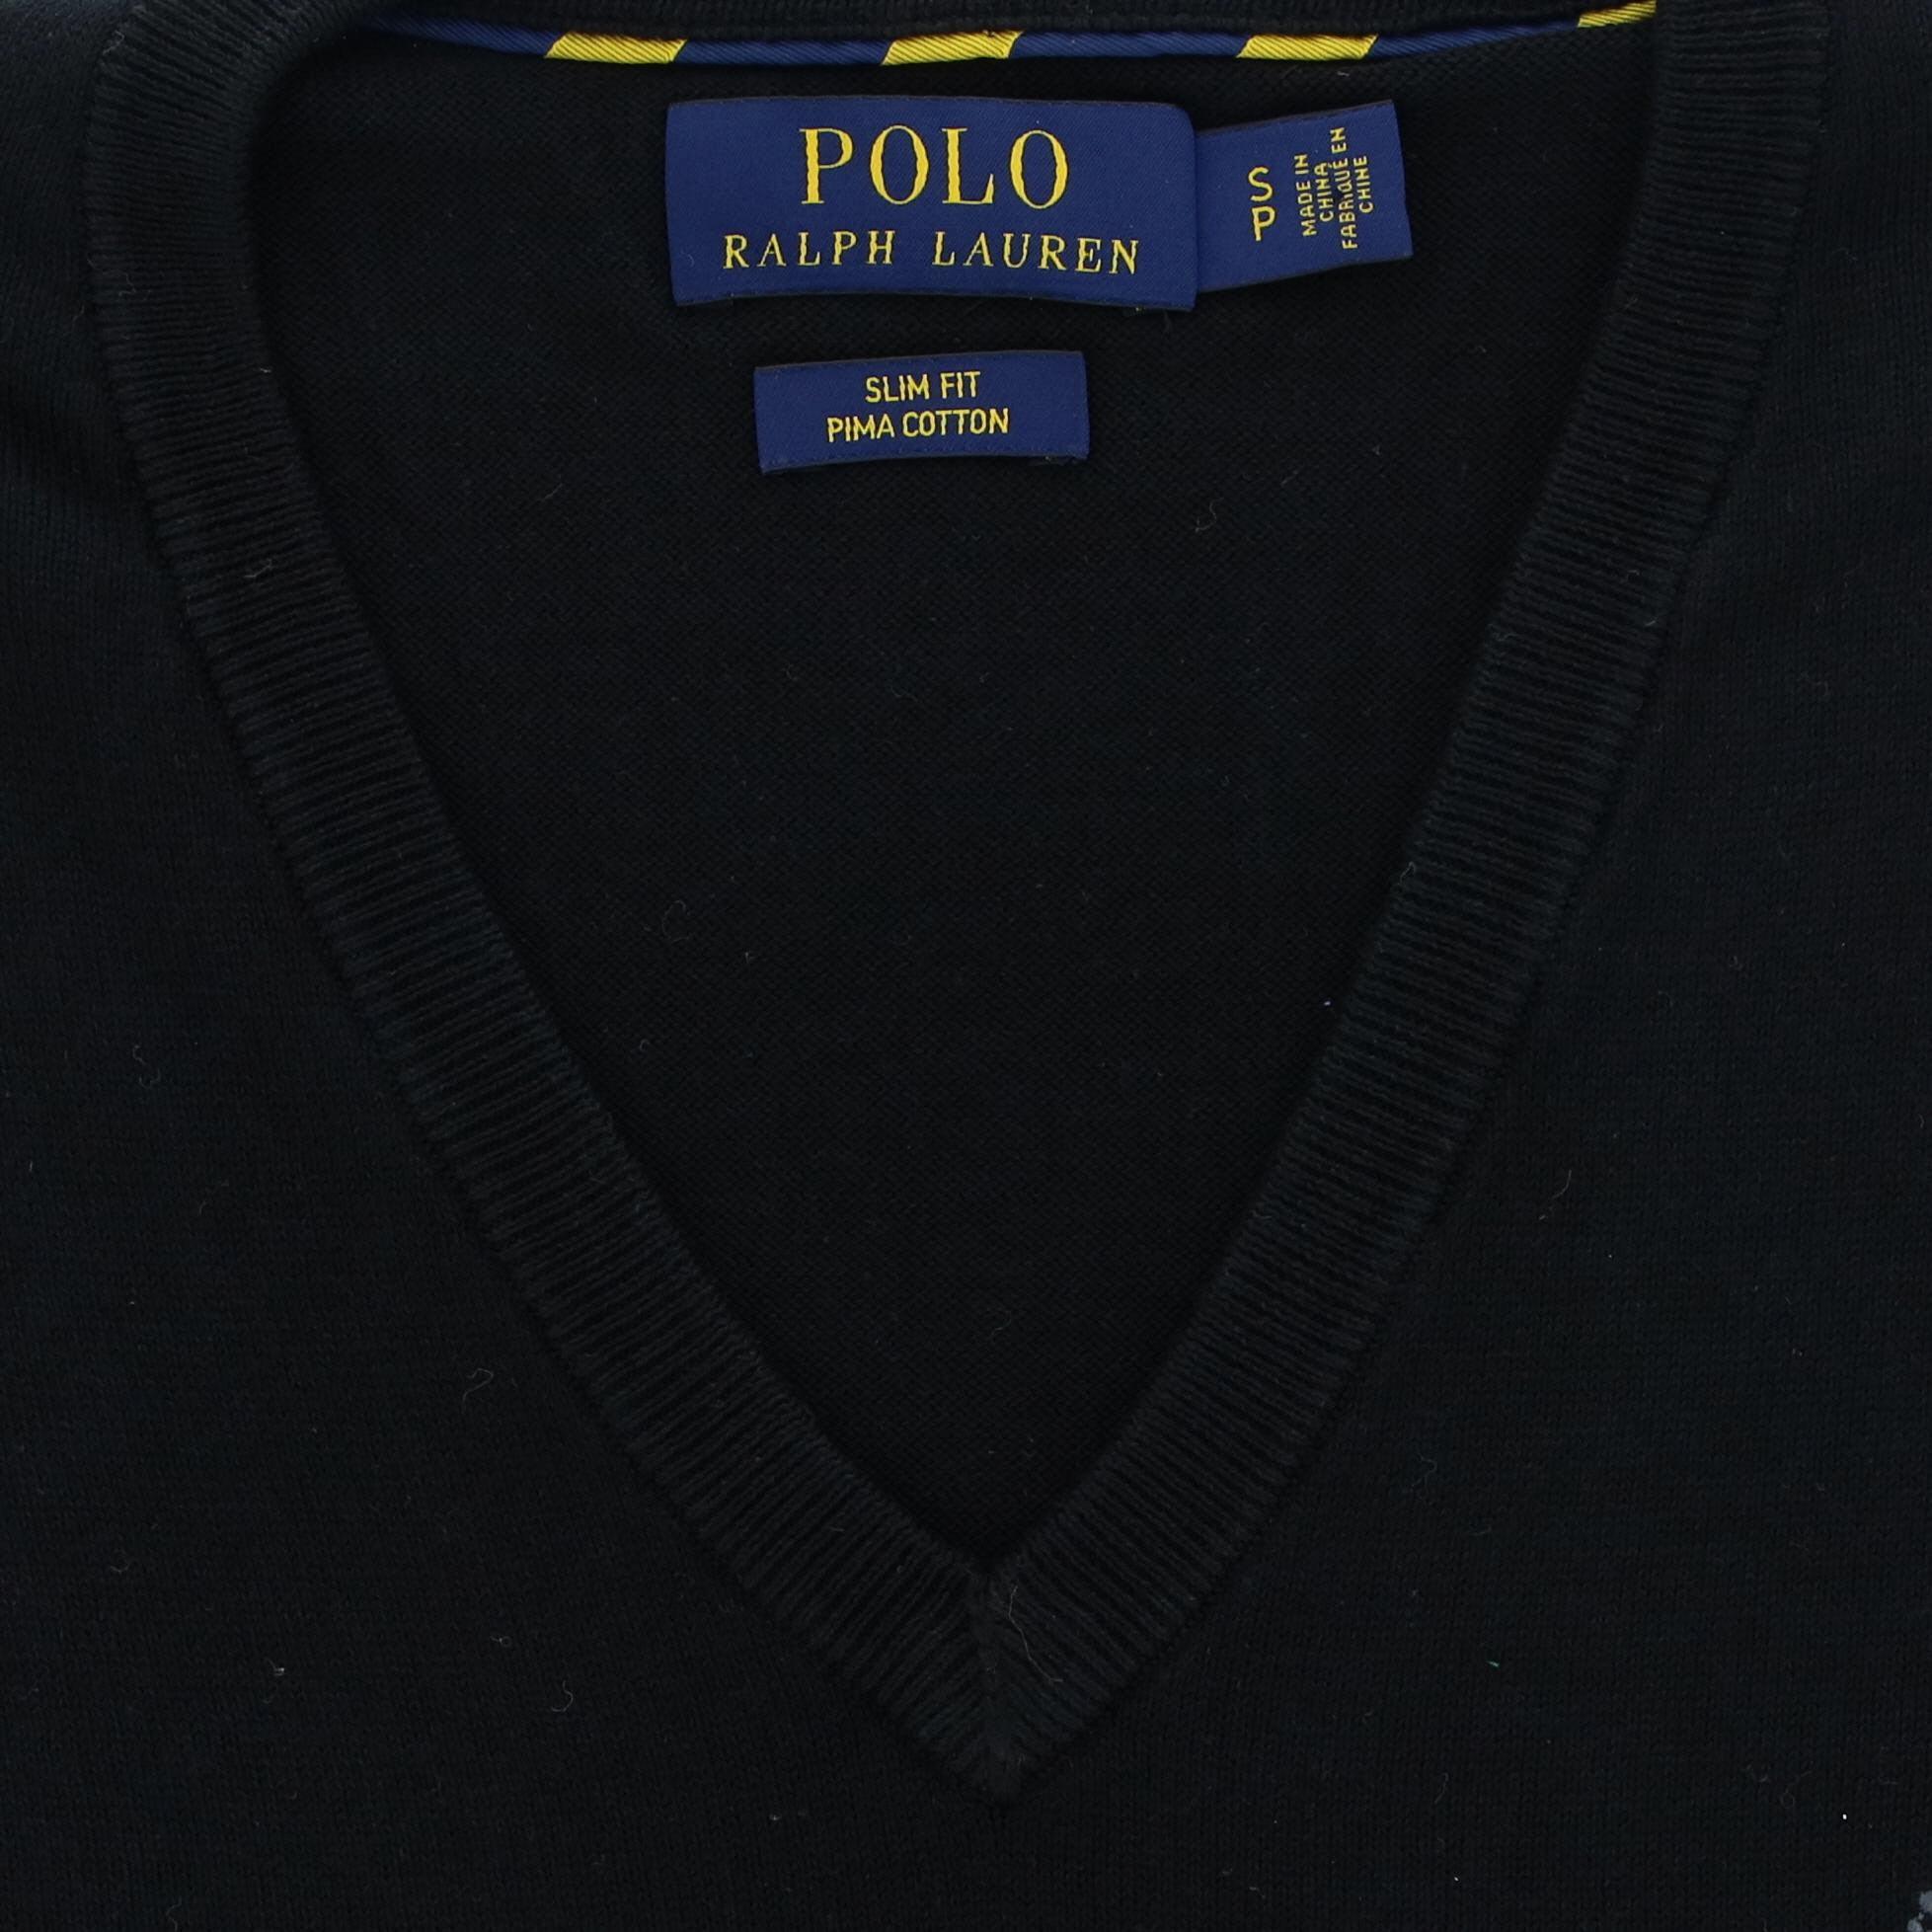 POLO
RALPH LAUREN
S
P
MADE IN
CHINA
FABRIQUÉ EN
CHINE
SLIM FIT
PIMA COTTON